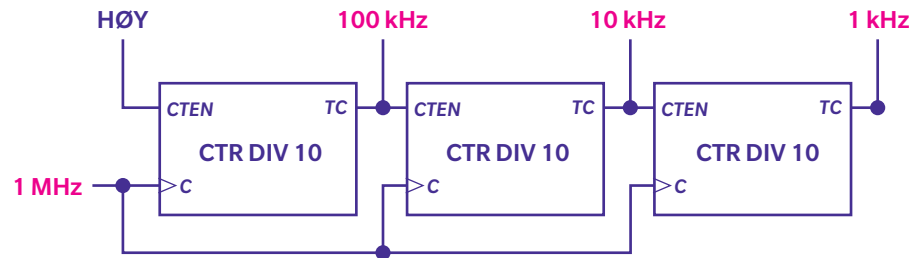 HØY 100 kHz 10 kHz 1 kHz
CTEN TC CTEN TC CTEN TC
CTR DIV 10 CTR DIV 10 CTR DIV 10
1 MHz C C C